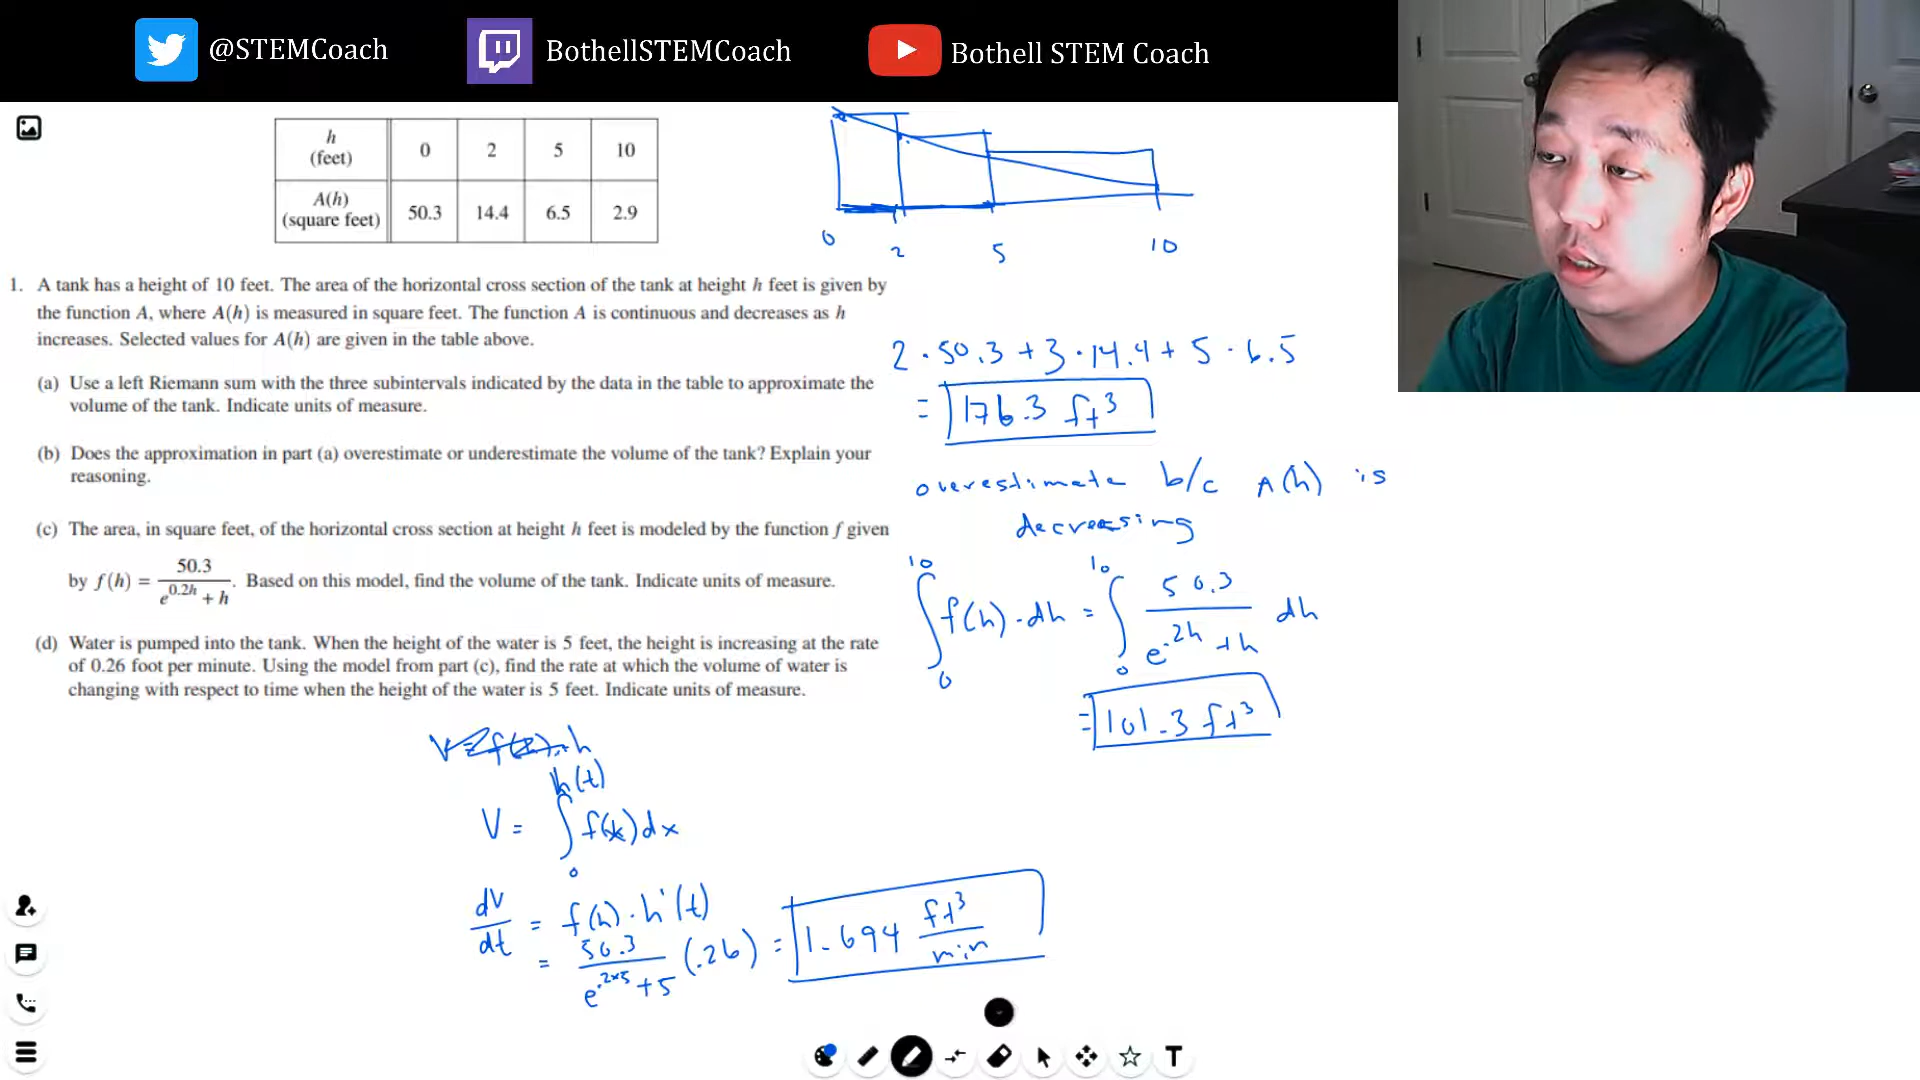 @STEMCoach BothellSTEMCoach Bothell STEM Coach
h (feet) 0 2 5 10
A(h) (square feet) 50.3 14.4 6.5 2.9
0 2 5 10
1. A tank has a height of 10 feet. The area of the horizontal cross section of the tank at height h feet is given by
the function A, where A(h) is measured in square feet. The function A is continuous and decreases as h
increases. Selected values for A(h) are given in the table above.
(a) Use a left Riemann sum with the three subintervals indicated by the data in the table to approximate the
volume of the tank. Indicate units of measure.
2 · 50.3 + 3 · 14.4 + 5 · 6.5
= 176.3 ft³
(b) Does the approximation in part (a) overestimate or underestimate the volume of the tank? Explain your
reasoning.
overestimate b/c A(h) is
decreasing
(c) The area, in square feet, of the horizontal cross section at height h feet is modeled by the function f given
by f(h) = 50.3 / (e^0.2h + h). Based on this model, find the volume of the tank. Indicate units of measure.
∫₀¹⁰ f(h) · dh = ∫₀¹⁰ 50.3 / (e^.2h + h) dh
= 101.3 ft³
(d) Water is pumped into the tank. When the height of the water is 5 feet, the height is increasing at the rate
of 0.26 foot per minute. Using the model from part (c), find the rate at which the volume of water is
changing with respect to time when the height of the water is 5 feet. Indicate units of measure.
V = ∫₀^h(t) f(x) dx
dV/dt = f(h) · h'(t)
= 50.3 / (e^.2×5 + 5) (.26) = 1.694 ft³/min
T